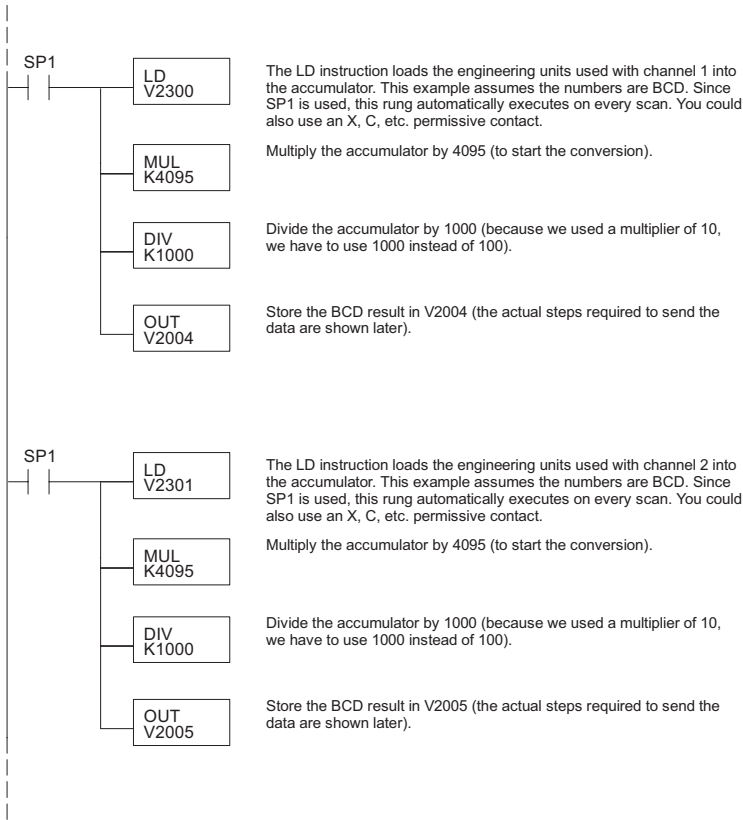 SP1
LD
V2300
The LD instruction loads the engineering units used with channel 1 into
the accumulator. This example assumes the numbers are BCD. Since
SP1 is used, this rung automatically executes on every scan. You could
also use an X, C, etc. permissive contact.
MUL
K4095
Multiply the accumulator by 4095 (to start the conversion).
DIV
K1000
Divide the accumulator by 1000 (because we used a multiplier of 10,
we have to use 1000 instead of 100).
OUT
V2004
Store the BCD result in V2004 (the actual steps required to send the
data are shown later).
SP1
LD
V2301
The LD instruction loads the engineering units used with channel 2 into
the accumulator. This example assumes the numbers are BCD. Since
SP1 is used, this rung automatically executes on every scan. You could
also use an X, C, etc. permissive contact.
MUL
K4095
Multiply the accumulator by 4095 (to start the conversion).
DIV
K1000
Divide the accumulator by 1000 (because we used a multiplier of 10,
we have to use 1000 instead of 100).
OUT
V2005
Store the BCD result in V2005 (the actual steps required to send the
data are shown later).